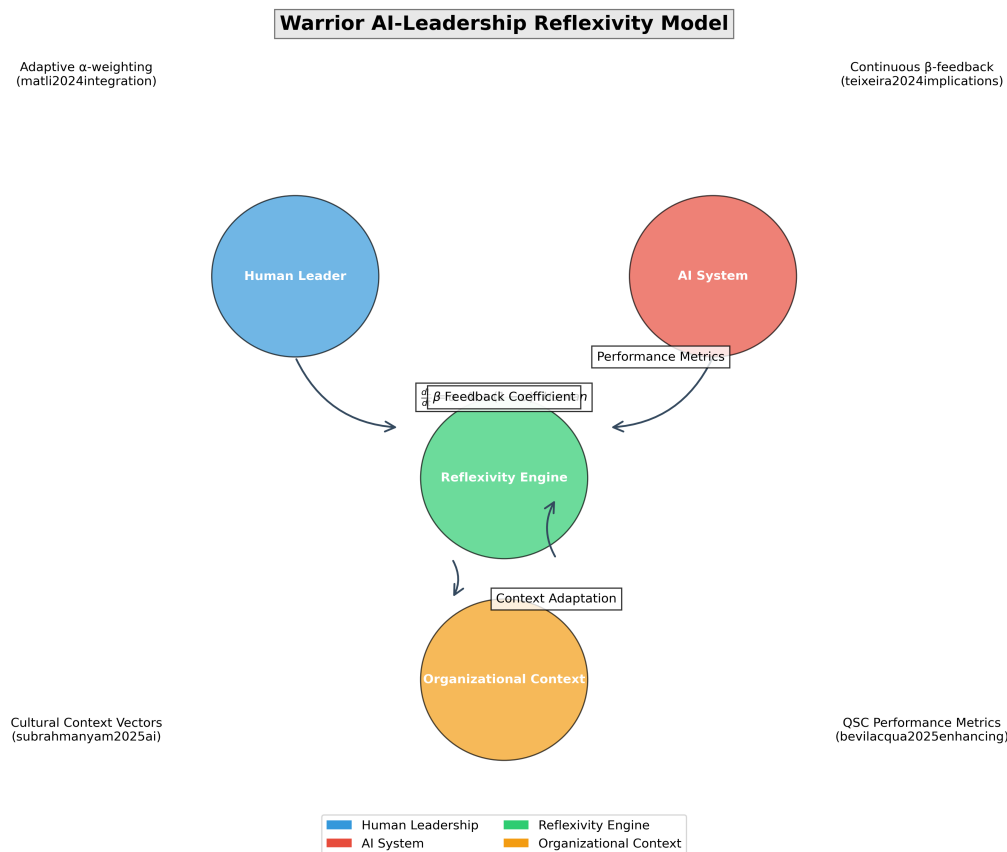 Warrior AI-Leadership Reflexivity Model
Adaptive α-weighting
(matli2024integration)
Continuous β-feedback
(teixeira2024implications)
Human Leader
AI System
Performance Metrics
β Feedback Coefficient
Reflexivity Engine
Context Adaptation
Organizational Context
Cultural Context Vectors
(subrahmanyam2025ai)
QSC Performance Metrics
(bevilacqua2025enhancing)
Human Leadership
AI System
Reflexivity Engine
Organizational Context